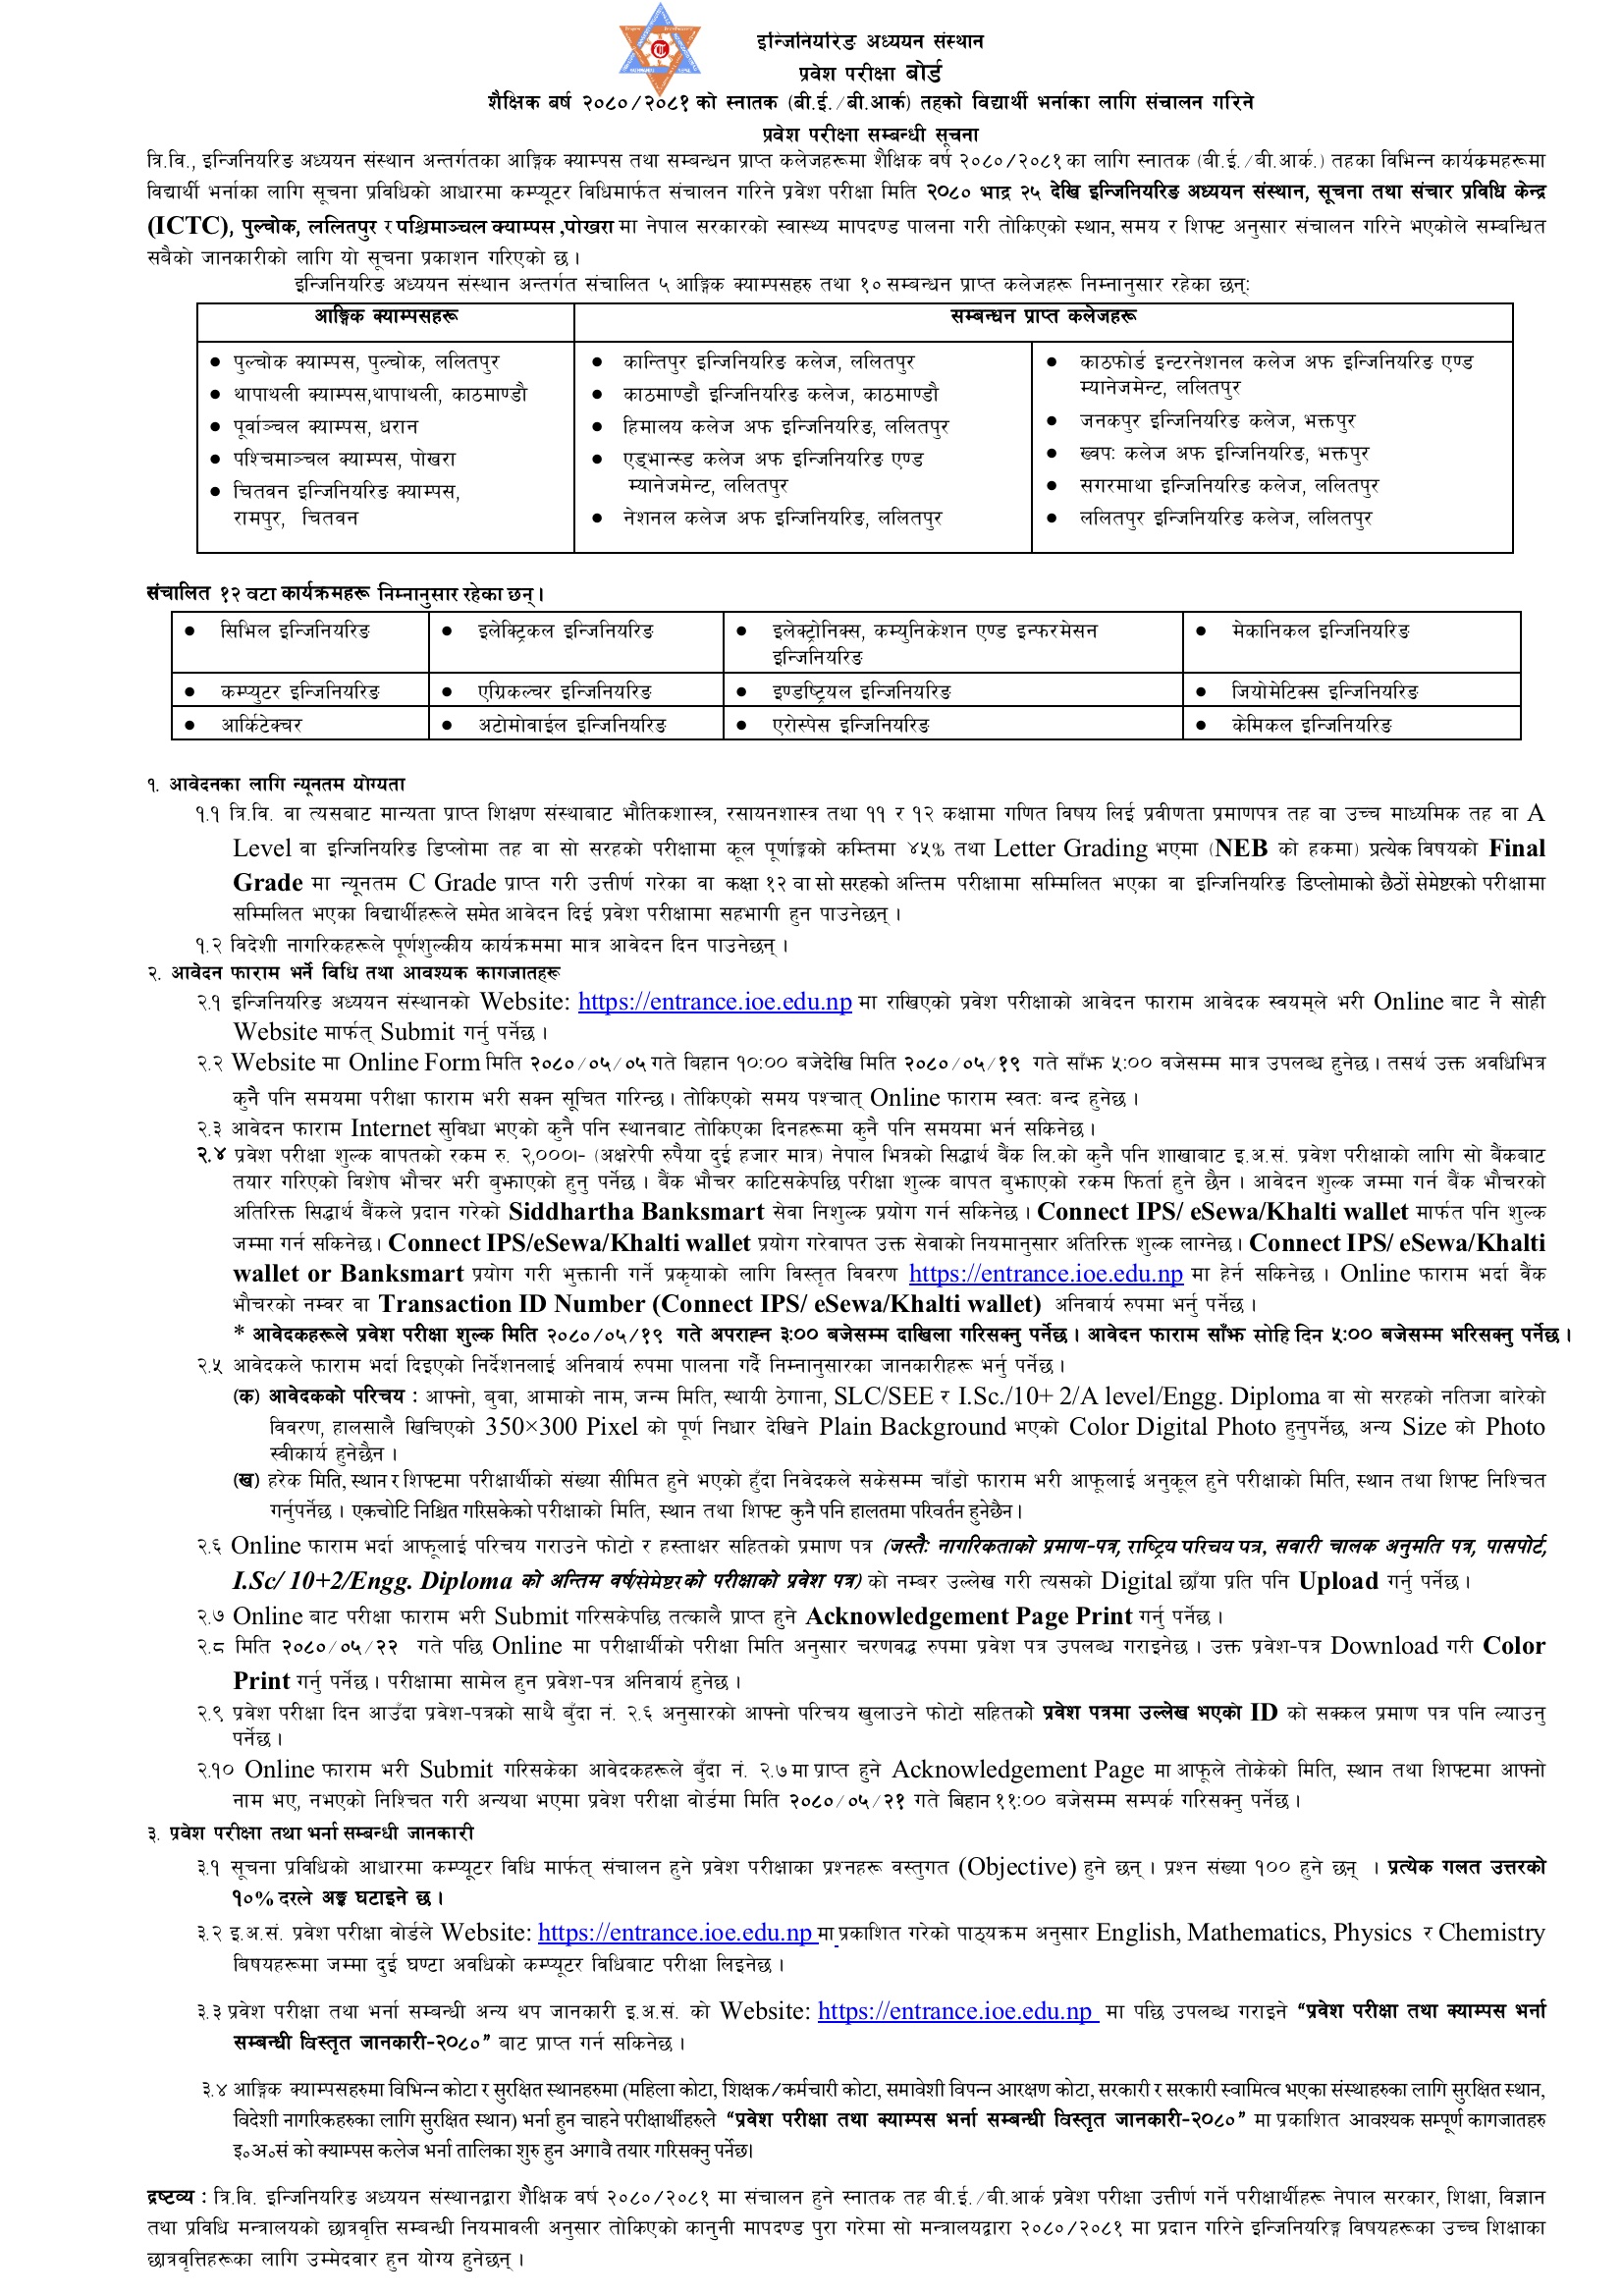 इन्जिनियरिङ अध्ययन संस्थान
प्रवेश परीक्षा बोर्ड
शैक्षिक बर्ष २०८०/२०८१ को स्नातक (बी.ई./बी.आर्क) तहको विद्यार्थी भर्नाका लागि संचालन गरिने
प्रवेश परीक्षा सम्बन्धी सूचना
त्रि.वि., इन्जिनियरिङ अध्ययन संस्थान अन्तर्गतका आङ्गिक क्याम्पस तथा सम्बन्धन प्राप्त कलेजहरूमा शैक्षिक वर्ष २०८०/२०८१ का लागि स्नातक (बी.ई./बी.आर्क.) तहका विभिन्न कार्यक्रमहरूमा
विद्यार्थी भर्नाका लागि सूचना प्रविधिको आधारमा कम्प्यूटर विधिमार्फत संचालन गरिने प्रवेश परीक्षा मिति २०८० भाद्र २५ देखि इन्जिनियरिङ अध्ययन संस्थान, सूचना तथा संचार प्रविधि केन्द्र
(ICTC), पुल्चोक, ललितपुर र पश्चिमाञ्चल क्याम्पस ,पोखरा मा नेपाल सरकारको स्वास्थ्य मापदण्ड पालना गरी तोकिएको स्थान, समय र शिफ्ट अनुसार संचालन गरिने भएकोले सम्बन्धित
सबैको जानकारीको लागि यो सूचना प्रकाशन गरिएको छ ।
इन्जिनियरिङ अध्ययन संस्थान अन्तर्गत संचालित ५ आङ्गिक क्याम्पसहरु तथा १० सम्बन्धन प्राप्त कलेजहरू निम्नानुसार रहेका छन्ः
आङ्गिक क्याम्पसहरू
सम्बन्धन प्राप्त कलेजहरू
● पुल्चोक क्याम्पस, पुल्चोक, ललितपुर
● थापाथली क्याम्पस,थापाथली, काठमाण्डौ
● पूर्वाञ्चल क्याम्पस, धरान
● पश्चिमाञ्चल क्याम्पस, पोखरा
● चितवन इन्जिनियरिङ क्याम्पस,
रामपुर, चितवन
● कान्तिपुर इन्जिनियरिङ कलेज, ललितपुर
● काठमाण्डौ इन्जिनियरिङ कलेज, काठमाण्डौ
● हिमालय कलेज अफ इन्जिनियरिङ, ललितपुर
● एड्भान्स्ड कलेज अफ इन्जिनियरिङ एण्ड
म्यानेजमेन्ट, ललितपुर
● नेशनल कलेज अफ इन्जिनियरिङ, ललितपुर
● काठफोर्ड इन्टरनेशनल कलेज अफ इन्जिनियरिङ एण्ड
म्यानेजमेन्ट, ललितपुर
● जनकपुर इन्जिनियरिङ कलेज, भक्तपुर
● ख्वपः कलेज अफ इन्जिनियरिङ, भक्तपुर
● सगरमाथा इन्जिनियरिङ कलेज, ललितपुर
● ललितपुर इन्जिनियरिङ कलेज, ललितपुर
संचालित १२ वटा कार्यक्रमहरू निम्नानुसार रहेका छन् ।
● सिभिल इन्जिनियरिङ
● इलेक्ट्रिकल इन्जिनियरिङ
● इलेक्ट्रोनिक्स, कम्युनिकेशन एण्ड इन्फरमेसन
इन्जिनियरिङ
● मेकानिकल इन्जिनियरिङ
● कम्प्युटर इन्जिनियरिङ
● एग्रिकल्चर इन्जिनियरिङ
● इण्डष्ट्रियल इन्जिनियरिङ
● जियोमेटिक्स इन्जिनियरिङ
● आर्किटेक्चर
● अटोमोवाईल इन्जिनियरिङ
● एरोस्पेस इन्जिनियरिङ
● केमिकल इन्जिनियरिङ
१. आवेदनका लागि न्यूनतम योग्यता
१.१ त्रि.वि. वा त्यसबाट मान्यता प्राप्त शिक्षण संस्थाबाट भौतिकशास्त्र, रसायनशास्त्र तथा ११ र १२ कक्षामा गणित विषय लिई प्रवीणता प्रमाणपत्र तह वा उच्च माध्यमिक तह वा A
Level वा इन्जिनियरिङ डिप्लोमा तह वा सो सरहको परीक्षामा कूल पूर्णाङ्कको कम्तिमा ४५% तथा Letter Grading भएमा (NEB को हकमा) प्रत्येक विषयको Final
Grade मा न्यूनतम C Grade प्राप्त गरी उत्तीर्ण गरेका वा कक्षा १२ वा सो सरहको अन्तिम परीक्षामा सम्मिलित भएका वा इन्जिनियरिङ डिप्लोमाको छैठों सेमेष्टरको परीक्षामा
सम्मिलित भएका विद्यार्थीहरूले समेत आवेदन दिई प्रवेश परीक्षामा सहभागी हुन पाउनेछन् ।
१.२ विदेशी नागरिकहरूले पूर्णशुल्कीय कार्यक्रममा मात्र आवेदन दिन पाउनेछन् ।
२. आवेदन फाराम भर्ने विधि तथा आवश्यक कागजातहरू
२.१ इन्जिनियरिङ अध्ययन संस्थानको Website: https://entrance.ioe.edu.np मा राखिएको प्रवेश परीक्षाको आवेदन फाराम आवेदक स्वयम्ले भरी Online बाट नै सोही
Website मार्फत् Submit गर्नु पर्नेछ ।
२.२ Website मा Online Form मिति २०८०/०५/०५ गते बिहान १०:०० बजेदेखि मिति २०८०/०५/१९ गते साँझ ५:०० वजेसम्म मात्र उपलब्ध हुनेछ । तसर्थ उक्त अवधिभित्र
कुनै पनि समयमा परीक्षा फाराम भरी सक्न सूचित गरिन्छ । तोकिएको समय पश्चात् Online फाराम स्वतः बन्द हुनेछ ।
२.३ आवेदन फाराम Internet सुविधा भएको कुनै पनि स्थानबाट तोकिएका दिनहरूमा कुनै पनि समयमा भर्न सकिनेछ ।
२.४ प्रवेश परीक्षा शुल्क वापतको रकम रु. २,०००।- (अक्षरेपी रुपैया दुई हजार मात्र) नेपाल भित्रको सिद्धार्थ बैंक लि.को कुनै पनि शाखाबाट इ.अ.सं. प्रवेश परीक्षाको लागि सो बैंकबाट
तयार गरिएको विशेष भौचर भरी बुझाएको हुनु पर्नेछ । बैंक भौचर काटिसकेपछि परीक्षा शुल्क बापत बुझाएको रकम फिर्ता हुने छैन । आवेदन शुल्क जम्मा गर्न बैंक भौचरको
अतिरिक्त सिद्धार्थ बैंकले प्रदान गरेको Siddhartha Banksmart सेवा निशुल्क प्रयोग गर्न सकिनेछ । Connect IPS/ eSewa/Khalti wallet मार्फत पनि शुल्क
जम्मा गर्न सकिनेछ। Connect IPS/eSewa/Khalti wallet प्रयोग गरेवापत उक्त सेवाको नियमानुसार अतिरिक्त शुल्क लाग्नेछ। Connect IPS/ eSewa/Khalti
wallet or Banksmart प्रयोग गरी भुक्तानी गर्ने प्रकृयाको लागि विस्तृत विवरण https://entrance.ioe.edu.np मा हेर्न सकिनेछ । Online फाराम भर्दा वैंक
भौचरको नम्वर वा Transaction ID Number (Connect IPS/ eSewa/Khalti wallet) अनिवार्य रुपमा भर्नु पर्नेछ ।
* आवेदकहरूले प्रवेश परीक्षा शुल्क मिति २०८०/०५/१९ गते अपराह्न ३:०० बजेसम्म दाखिला गरिसक्नु पर्नेछ । आवेदन फाराम साँझ सोहि दिन ५:०० बजेसम्म भरिसक्नु पर्नेछ ।
२.५ आवेदकले फाराम भर्दा दिइएको निर्देशनलाई अनिवार्य रुपमा पालना गर्दै निम्नानुसारका जानकारीहरू भर्नु पर्नेछ ।
(क) आवेदकको परिचय : आफ्नो, बुवा, आमाको नाम, जन्म मिति, स्थायी ठेगाना, SLC/SEE र I.Sc./10+ 2/A level/Engg. Diploma वा सो सरहको नतिजा बारेको
विवरण, हालसालै खिचिएको 350×300 Pixel को पूर्ण निधार देखिने Plain Background भएको Color Digital Photo हुनुपर्नेछ, अन्य Size को Photo
स्वीकार्य हुनेछैन ।
(ख) हरेक मिति, स्थान र शिफ्टमा परीक्षार्थीको संख्या सीमित हुने भएको हुँदा निवेदकले सकेसम्म चाँडो फाराम भरी आफूलाई अनुकूल हुने परीक्षाको मिति, स्थान तथा शिफ्ट निश्चित
गर्नुपर्नेछ । एकचोटि निश्चित गरिसकेको परीक्षाको मिति, स्थान तथा शिफ्ट कुनै पनि हालतमा परिवर्तन हुनेछैन।
२.६ Online फाराम भर्दा आफूलाई परिचय गराउने फोटो र हस्ताक्षर सहितको प्रमाण पत्र (जस्तैः नागरिकताको प्रमाण-पत्र, राष्ट्रिय परिचय पत्र, सवारी चालक अनुमति पत्र, पासपोर्ट,
I.Sc/ 10+2/Engg. Diploma को अन्तिम वर्ष/सेमेष्टर को परीक्षाको प्रवेश पत्र) को नम्बर उल्लेख गरी त्यसको Digital छाँया प्रति पनि Upload गर्नु पर्नेछ ।
२.७ Online बाट परीक्षा फाराम भरी Submit गरिसकेपछि तत्कालै प्राप्त हुने Acknowledgement Page Print गर्नु पर्नेछ ।
२.८ मिति २०८०/०५/२२ गते पछि Online मा परीक्षार्थीको परीक्षा मिति अनुसार चरणवद्ध रुपमा प्रवेश पत्र उपलब्ध गराइनेछ । उक्त प्रवेश-पत्र Download गरी Color
Print गर्नु पर्नेछ । परीक्षामा सामेल हुन प्रवेश-पत्र अनिवार्य हुनेछ ।
२.९ प्रवेश परीक्षा दिन आउँदा प्रवेश-पत्रको साथै बुँदा नं. २.६ अनुसारको आफ्नो परिचय खुलाउने फोटो सहितको प्रवेश पत्रमा उल्लेख भएको ID को सक्कल प्रमाण पत्र पनि ल्याउनु
पर्नेछ ।
२.१० Online फाराम भरी Submit गरिसकेका आवेदकहरूले बुँदा नं. २.७ मा प्राप्त हुने Acknowledgement Page मा आफूले तोकेको मिति, स्थान तथा शिफ्टमा आफ्नो
नाम भए, नभएको निश्चित गरी अन्यथा भएमा प्रवेश परीक्षा वोर्डमा मिति २०८०/०५/२१ गते बिहान ११:०० बजेसम्म सम्पर्क गरिसक्नु पर्नेछ ।
३. प्रवेश परीक्षा तथा भर्ना सम्बन्धी जानकारी
३.१ सूचना प्रविधिको आधारमा कम्प्यूटर विधि मार्फत् संचालन हुने प्रवेश परीक्षाका प्रश्नहरू वस्तुगत (Objective) हुने छन् । प्रश्न संख्या १०० हुने छन् । प्रत्येक गलत उत्तरको
१०% दरले अङ्क घटाइने छ ।
३.२ इ.अ.सं. प्रवेश परीक्षा वोर्डले Website: https://entrance.ioe.edu.np मा प्रकाशित गरेको पाठ्यक्रम अनुसार English, Mathematics, Physics र Chemistry
विषयहरूमा जम्मा दुई घण्टा अवधिको कम्प्यूटर विधिबाट परीक्षा लिइनेछ ।
३.३ प्रवेश परीक्षा तथा भर्ना सम्बन्धी अन्य थप जानकारी इ.अ.सं. को Website: https://entrance.ioe.edu.np मा पछि उपलब्ध गराइने “प्रवेश परीक्षा तथा क्याम्पस भर्ना
सम्बन्धी विस्तृत जानकारी-२०८०” बाट प्राप्त गर्न सकिनेछ ।
३.४ आङ्गिक क्याम्पसहरुमा विभिन्न कोटा र सुरक्षित स्थानहरुमा (महिला कोटा, शिक्षक/कर्मचारी कोटा, समावेशी विपन्न आरक्षण कोटा, सरकारी र सरकारी स्वामित्व भएका संस्थाहरुका लागि सुरक्षित स्थान,
विदेशी नागरिकहरुका लागि सुरक्षित स्थान) भर्ना हुन चाहने परीक्षार्थीहरुले “प्रवेश परीक्षा तथा क्याम्पस भर्ना सम्बन्धी विस्तृत जानकारी-२०८०” मा प्रकाशित आवश्यक सम्पूर्ण कागजातहरु
इ॰अ॰सं को क्याम्पस कलेज भर्ना तालिका शुरु हुन अगावै तयार गरिसक्नु पर्नेछ।
द्रष्टव्य : त्रि.वि. इन्जिनियरिङ अध्ययन संस्थानद्वारा शैक्षिक वर्ष २०८०/२०८१ मा संचालन हुने स्नातक तह बी.ई./बी.आर्क प्रवेश परीक्षा उत्तीर्ण गर्ने परीक्षार्थीहरू नेपाल सरकार, शिक्षा, विज्ञान
तथा प्रविधि मन्त्रालयको छात्रवृत्ति सम्बन्धी नियमावली अनुसार तोकिएको कानुनी मापदण्ड पुरा गरेमा सो मन्त्रालयद्वारा २०८०/२०८१ मा प्रदान गरिने इन्जिनियरिङ्ग विषयहरूका उच्च शिक्षाका
छात्रवृत्तिहरूका लागि उम्मेदवार हुन योग्य हुनेछन् ।